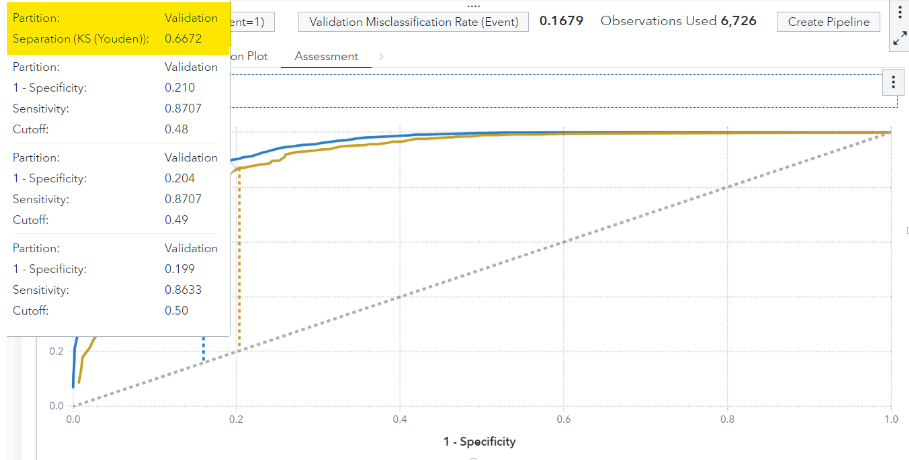 Partition: Validation
Separation (KS (Youden)): 0.6672
Partition: Validation
1 - Specificity: 0.210
Sensitivity: 0.8707
Cutoff: 0.48
Partition: Validation
1 - Specificity: 0.204
Sensitivity: 0.8707
Cutoff: 0.49
Partition: Validation
1 - Specificity: 0.199
Sensitivity: 0.8633
Cutoff: 0.50
ent=1) Validation Misclassification Rate (Event) 0.1679 Observations Used 6,726 Create Pipeline
on Plot Assessment >
0.2
0.0
0.0 0.2 0.4 0.6 0.8 1.0
1 - Specificity